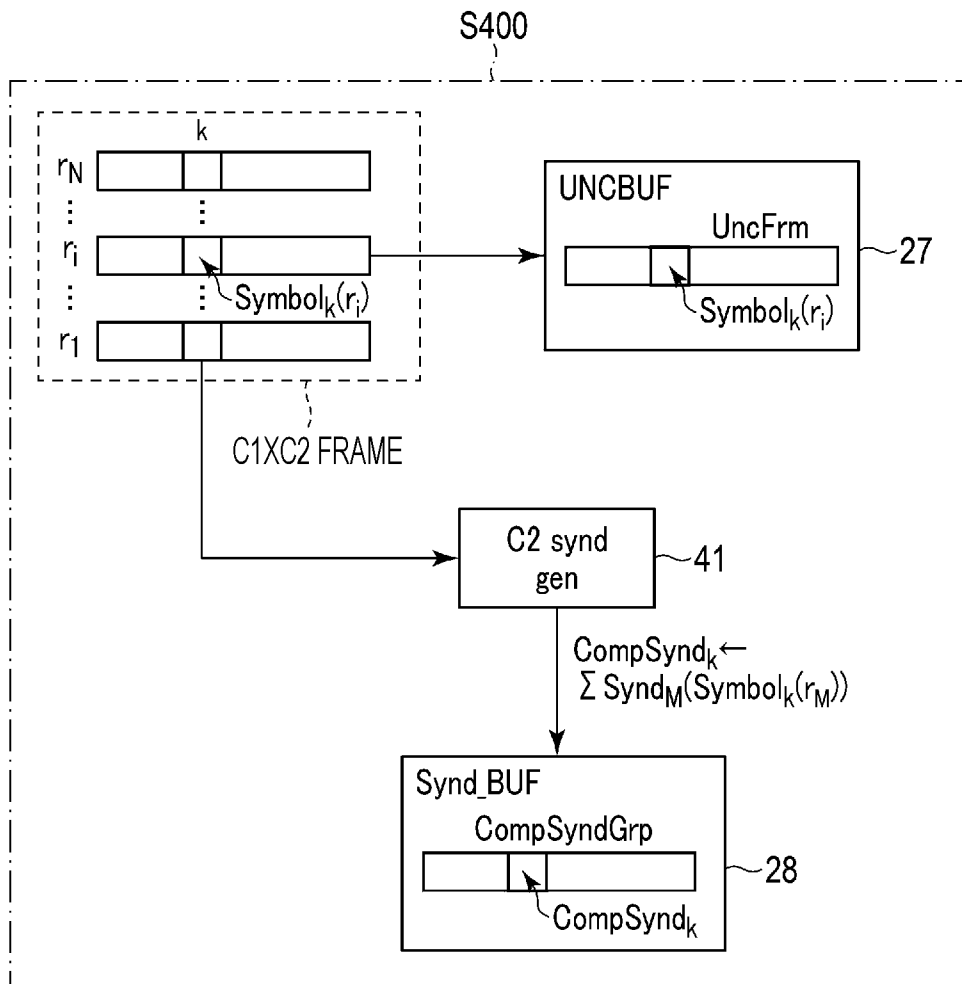 S400
k
r_N
⋮ ⋮
r_i
⋮ ⋮
Symbol_k(r_i)
r_1
C1XC2 FRAME
UNCBUF
UncFrm
Symbol_k(r_i)
27
C2 synd
gen
41
CompSynd_k←
Σ Synd_M(Symbol_k(r_M))
Synd_BUF
CompSyndGrp
CompSynd_k
28